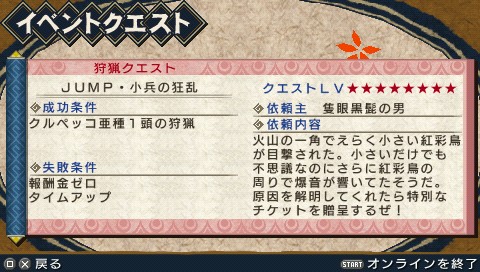 イベントクエスト
狩猟クエスト
JUMP・小兵の狂乱
クエストLV★★★★★★★★
成功条件
クルペッコ亜種1頭の狩猟
失敗条件
報酬金ゼロ
タイムアップ
依頼主 隻眼黒髭の男
依頼内容
火山の一角でえらく小さい紅彩鳥
が目撃された。小さいだけでも
不思議なのにさらに紅彩鳥の
周りで爆音が響いてたそうだ。
原因を解明してくれたら特別な
チケットを贈呈するぜ!
戻る
START オンラインを終了